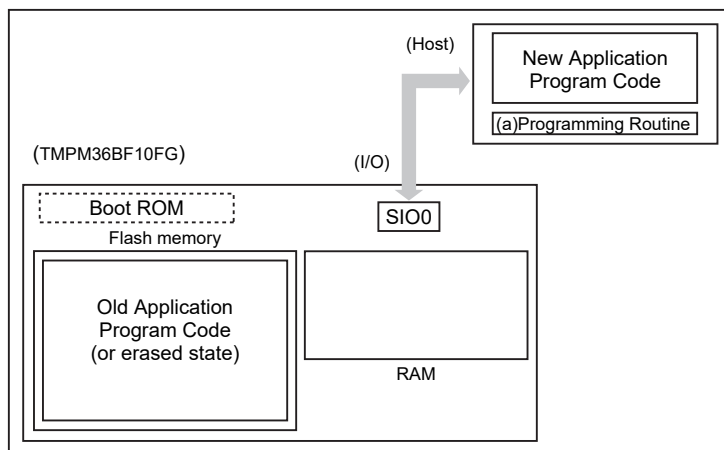 (Host)
New Application
Program Code
(a)Programming Routine
(TMPM36BF10FG)
(I/O)
Boot ROM
SIO0
Flash memory
Old Application
Program Code
(or erased state)
RAM